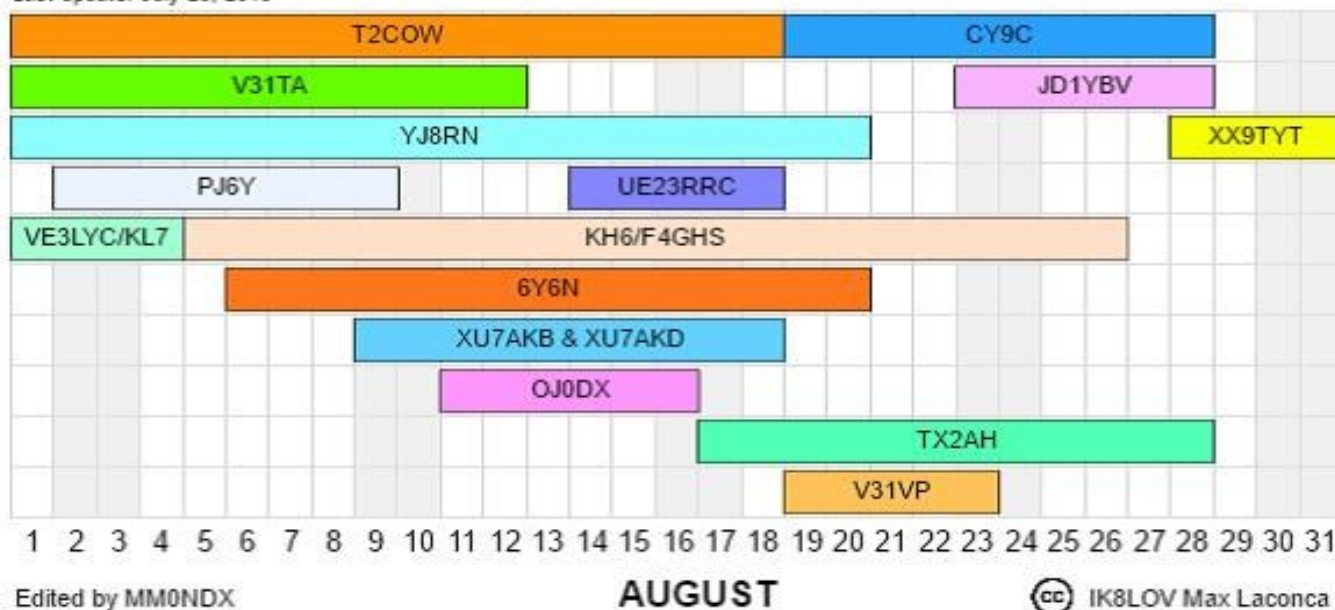 T2COW CY9C
V31TA JD1YBV
YJ8RN XX9TYT
PJ6Y UE23RRC
VE3LYC/KL7 KH6/F4GHS
6Y6N
XU7AKB & XU7AKD
OJ0DX
TX2AH
V31VP
1 2 3 4 5 6 7 8 9 10 11 12 13 14 15 16 17 18 19 20 21 22 23 24 25 26 27 28 29 30 31
Edited by MM0NDX AUGUST cc IK8LOV Max Laconca